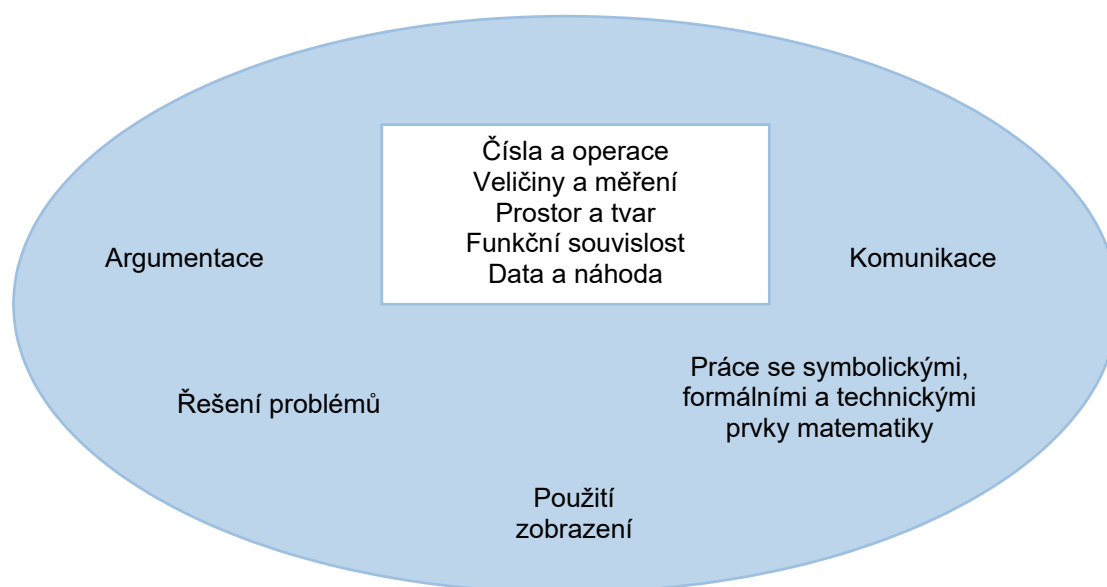 Čísla a operace
Veličiny a měření
Prostor a tvar
Funkční souvislost
Data a náhoda
Argumentace
Komunikace
Řešení problémů
Práce se symbolickými,
formálními a technickými
prvky matematiky
Použití
zobrazení